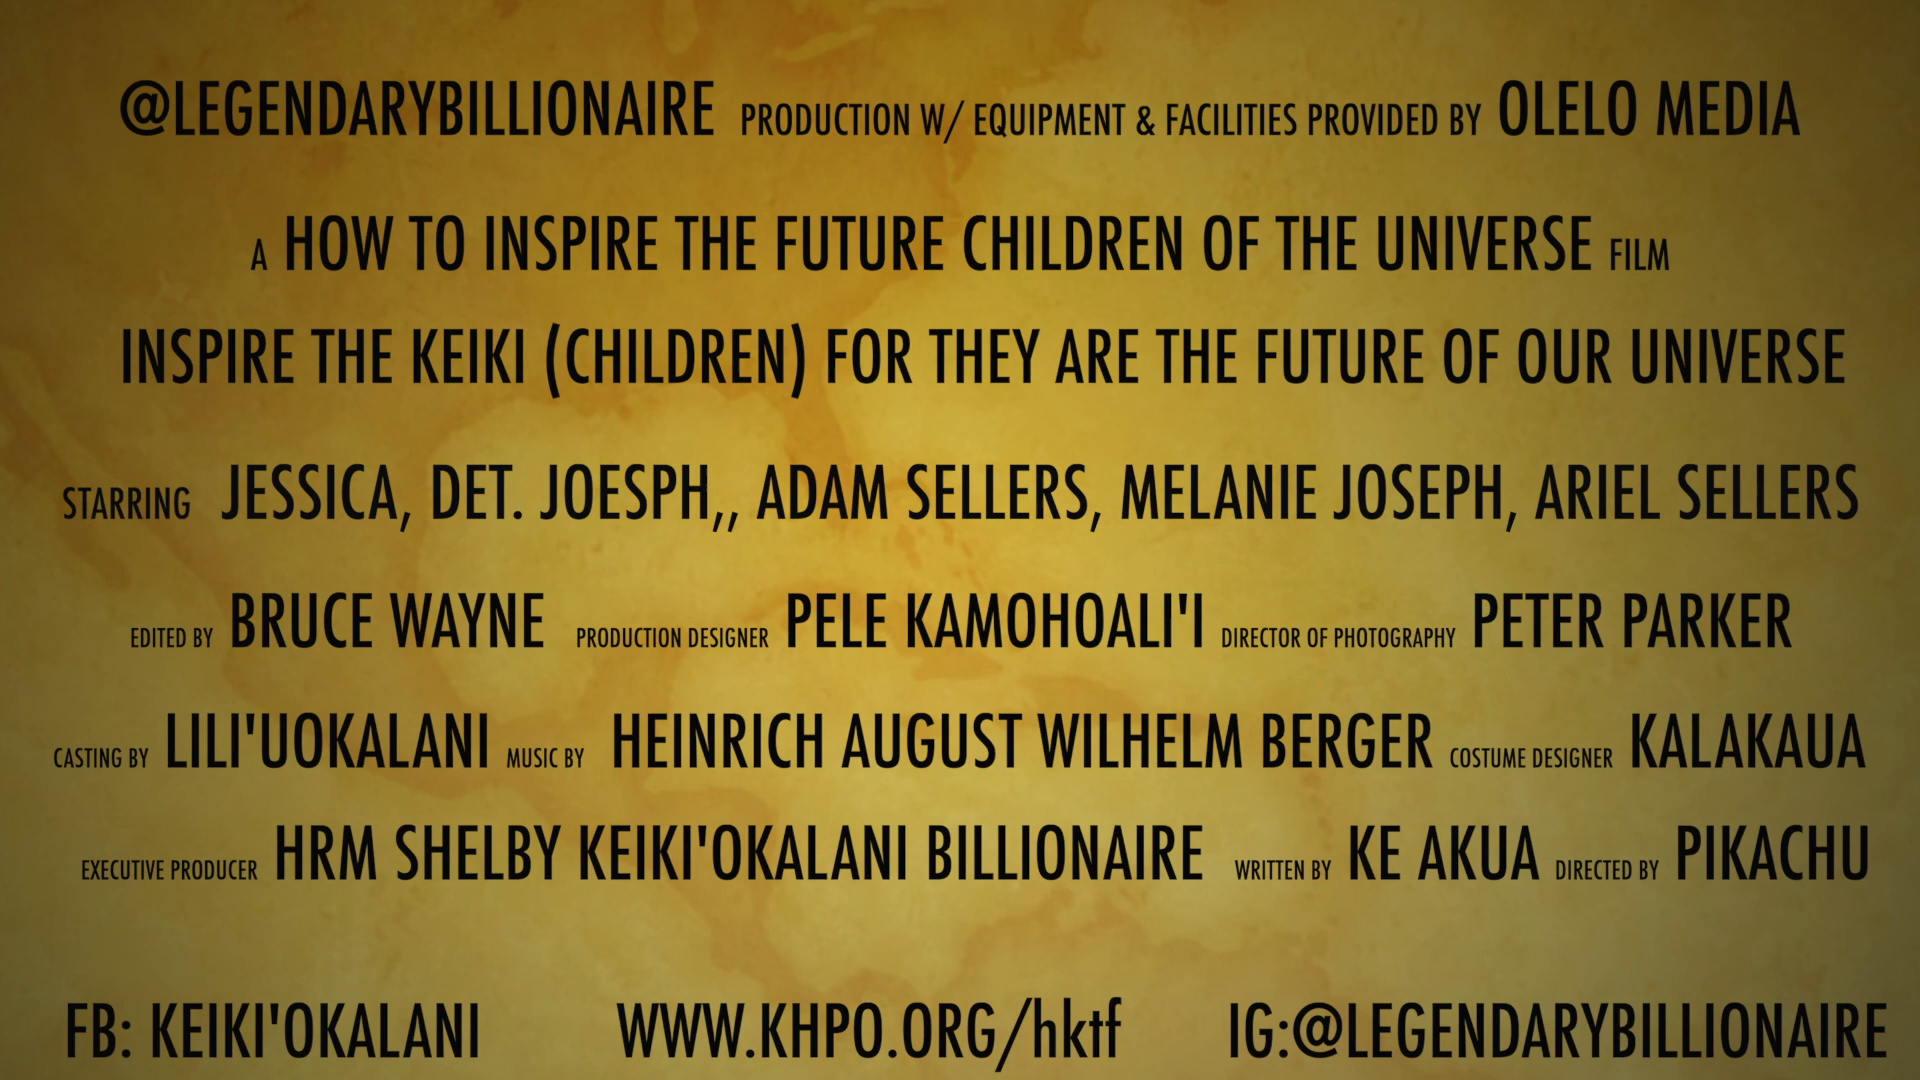 @LEGENDARYBILLIONAIRE PRODUCTION W/ EQUIPMENT & FACILITIES PROVIDED BY OLELO MEDIA
A HOW TO INSPIRE THE FUTURE CHILDREN OF THE UNIVERSE FILM
INSPIRE THE KEIKI (CHILDREN) FOR THEY ARE THE FUTURE OF OUR UNIVERSE
STARRING JESSICA, DET. JOESPH,, ADAM SELLERS, MELANIE JOSEPH, ARIEL SELLERS
EDITED BY BRUCE WAYNE PRODUCTION DESIGNER PELE KAMOHOALI'I DIRECTOR OF PHOTOGRAPHY PETER PARKER
CASTING BY LILI'UOKALANI MUSIC BY HEINRICH AUGUST WILHELM BERGER COSTUME DESIGNER KALAKAUA
EXECUTIVE PRODUCER HRM SHELBY KEIKI'OKALANI BILLIONAIRE WRITTEN BY KE AKUA DIRECTED BY PIKACHU
FB: KEIKI'OKALANI WWW.KHPO.ORG/hktf IG:@LEGENDARYBILLIONAIRE